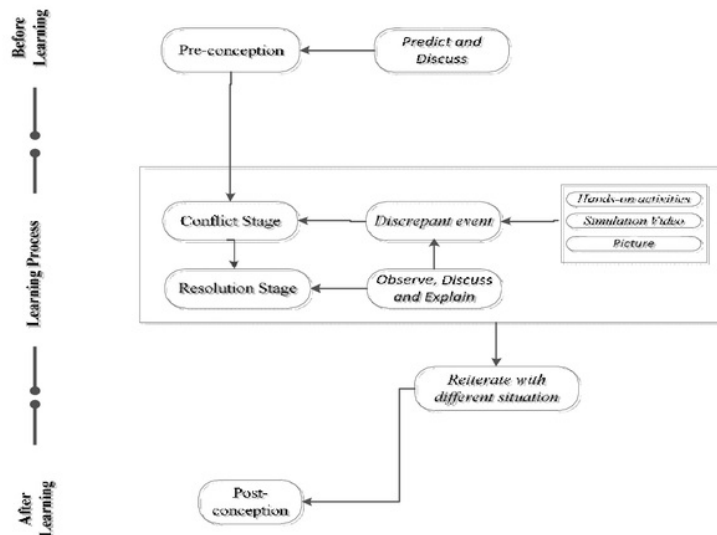 Before
Learning
Pre-conception
Predict and
Discuss
Learning Process
Conflict Stage
Discrepant event
Hands-on-activities
Simulation Video
Picture
Resolution Stage
Observe, Discuss
and Explain
Reiterate with
different situation
After
Learning
Post-
conception